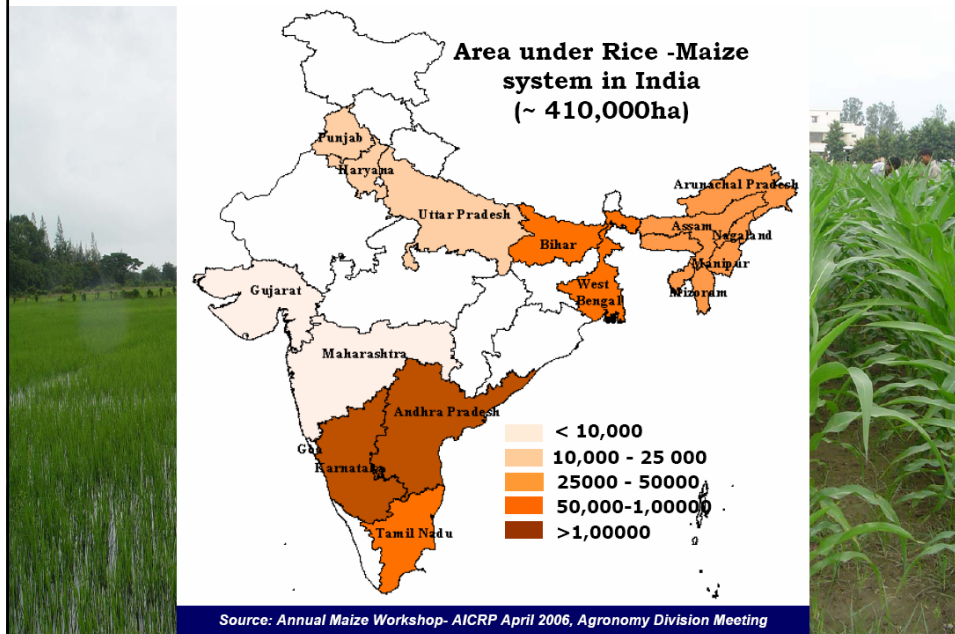 Area under Rice -Maize
system in India
(~ 410,000ha)
Punjab
Haryana
Uttar Pradesh
Bihar
West
Bengal
Arunachal Pradesh
Assam
Nagaland
Manipur
Mizoram
Gujarat
Maharashtra
Andhra Pradesh
Goa
Karnataka
Tamil Nadu
< 10,000
10,000 - 25 000
25000 - 50000
50,000-1,00000
>1,00000
Source: Annual Maize Workshop- AICRP April 2006, Agronomy Division Meeting